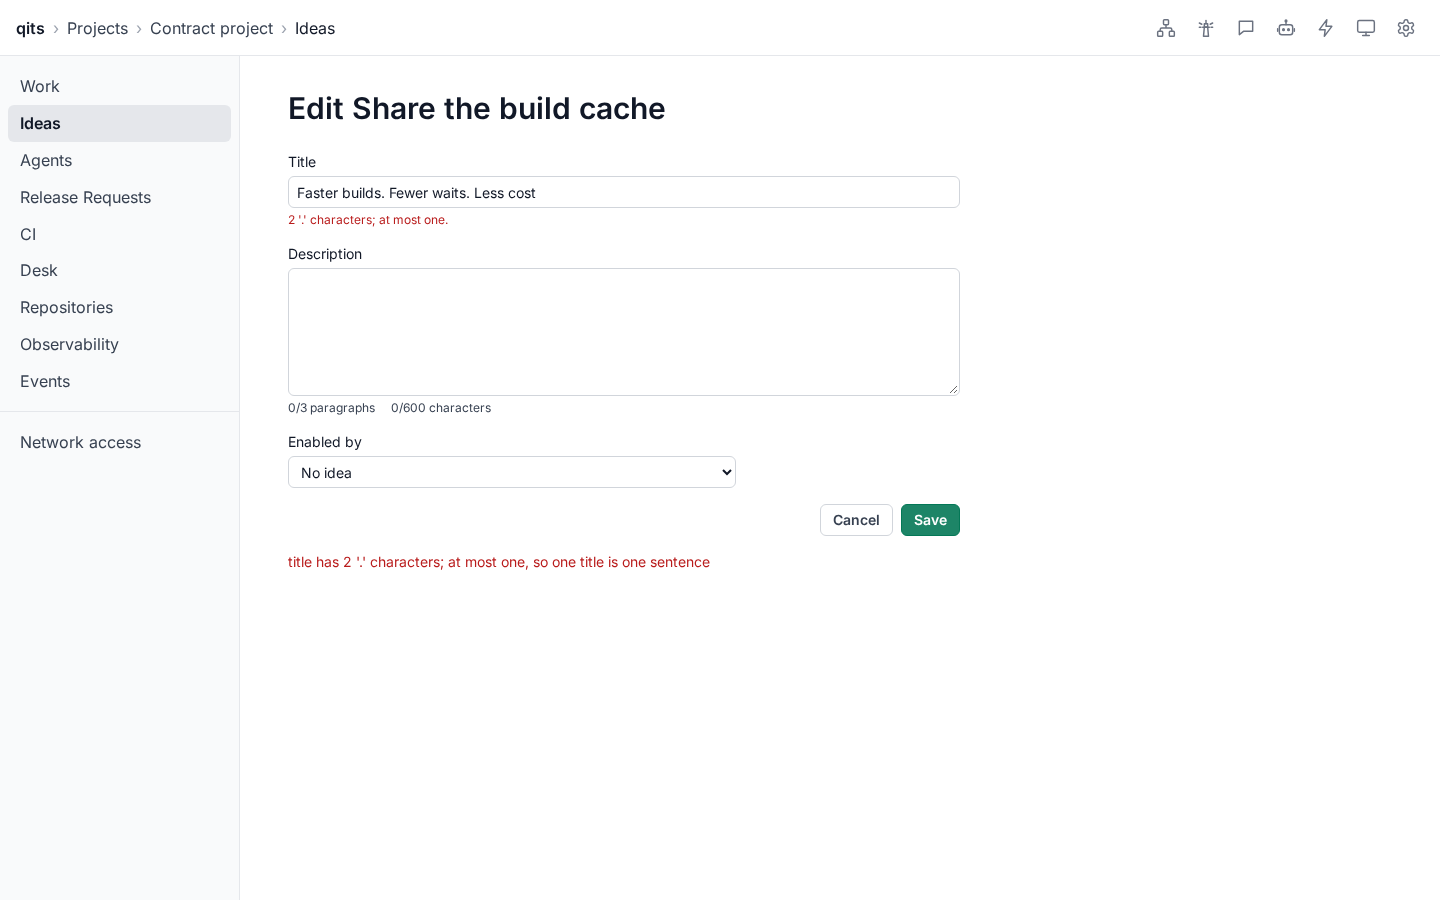 qits › Projects › Contract project › Ideas
Work
Ideas
Agents
Release Requests
CI
Desk
Repositories
Observability
Events
Network access
Edit Share the build cache
Title
Faster builds. Fewer waits. Less cost
2 '.' characters; at most one.
Description
0/3 paragraphs 0/600 characters
Enabled by
No idea
Cancel Save
title has 2 '.' characters; at most one, so one title is one sentence